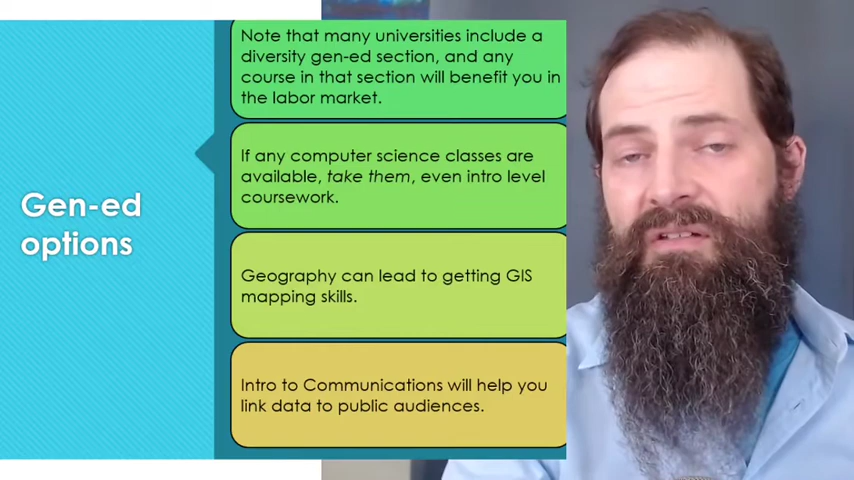 Gen-ed
options
Note that many universities include a
diversity gen-ed section, and any
course in that section will benefit you in
the labor market.
If any computer science classes are
available, take them, even intro level
coursework.
Geography can lead to getting GIS
mapping skills.
Intro to Communications will help you
link data to public audiences.